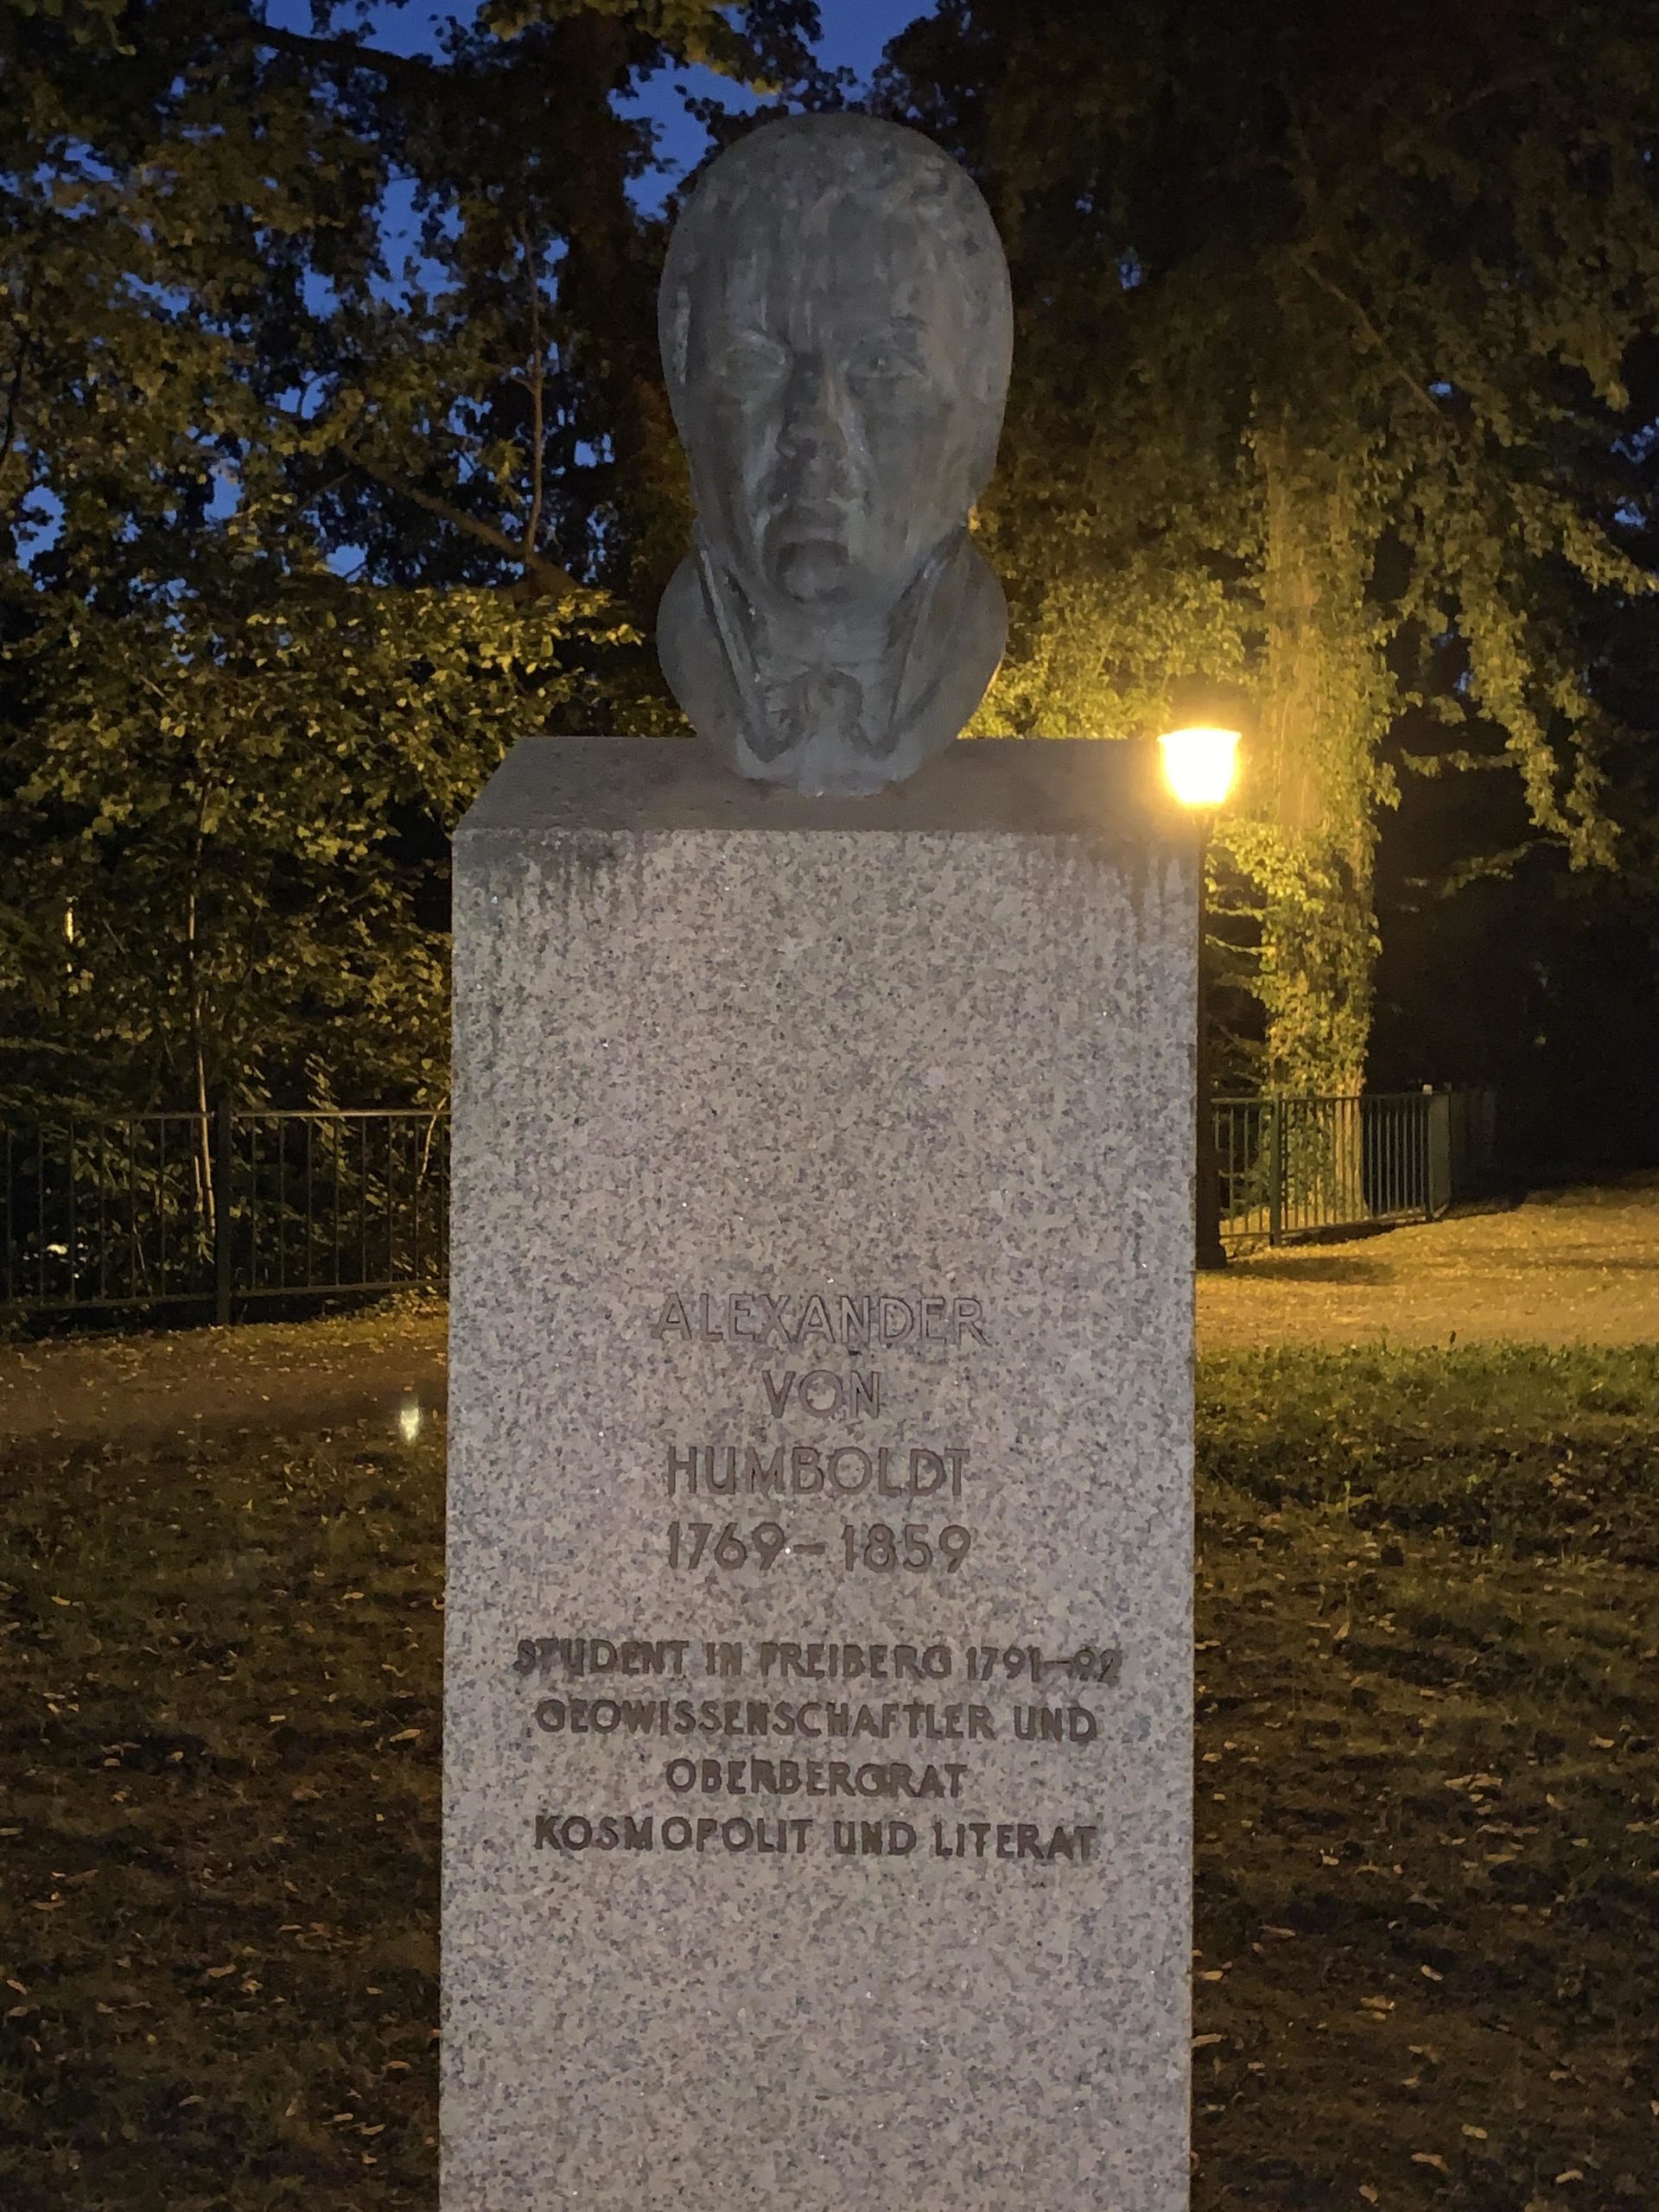 ALEXANDER
VON
HUMBOLDT
1769-1859
STUDENT IN FREIBERG 1791-92
GEOWISSENSCHAFTLER UND
OBERBERGRAT
KOSMOPOLIT UND LITERAT